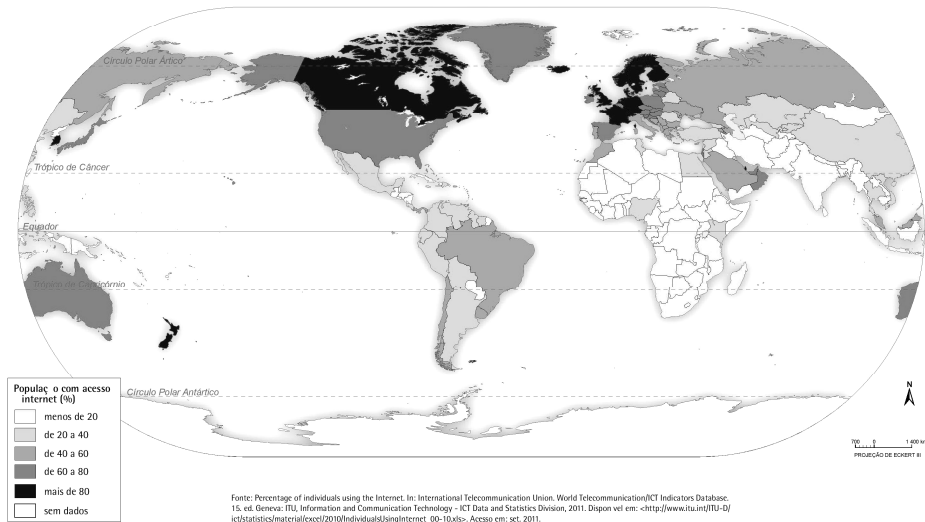 Círculo Polar Ártico
Trópico de Câncer
Equador
Trópico de Capricórnio
Círculo Polar Antártico
Populaç o com acesso
internet (%)
menos de 20
de 20 a 40
de 40 a 60
de 60 a 80
mais de 80
sem dados
N
700 0 1 400 km
PROJEÇÃO DE ECKERT III
Fonte: Percentage of individuals using the Internet. In: International Telecommunication Union. World Telecommunication/ICT Indicators Database.
15. ed. Geneva: ITU, Information and Communication Technology - ICT Data and Statistics Division, 2011. Dispon vel em: <http://www.itu.int/ITU-D/
ict/statistics/material/excel/2010/IndividualsUsingInternet_00-10.xls>. Acesso em: set. 2011.